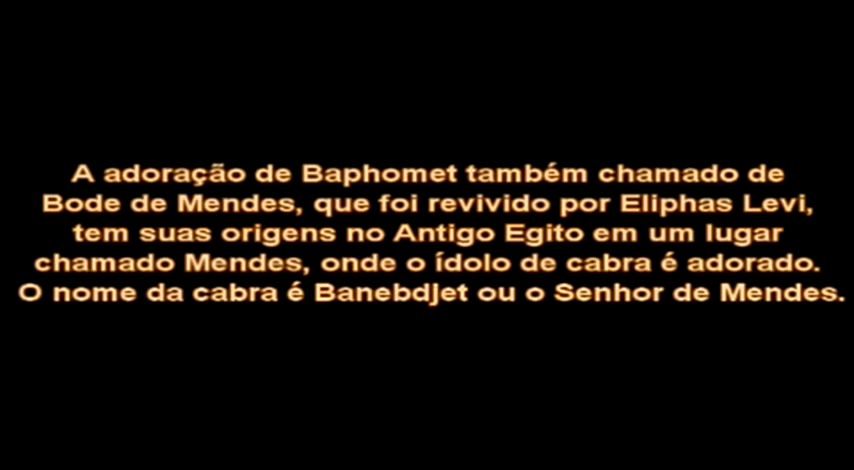 A adoração de Baphomet também chamado de
Bode de Mendes, que foi revivido por Eliphas Levi,
tem suas origens no Antigo Egito em um lugar
chamado Mendes, onde o ídolo de cabra é adorado.
O nome da cabra é Banebdjet ou o Senhor de Mendes.